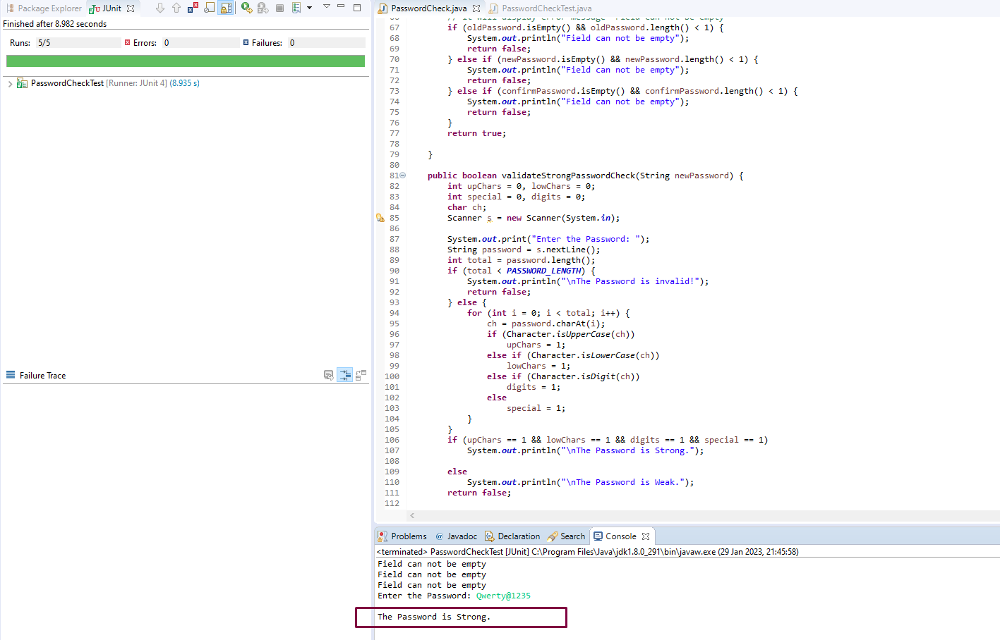 Package Explorer
JUnit
Finished after 8.982 seconds
Runs: 5/5
Errors: 0
Failures: 0
PasswordCheckTest [Runner: JUnit 4] (8.935 s)
Failure Trace
PasswordCheck.java
PasswordCheckTest.java
67 if (oldPassword.isEmpty() && oldPassword.length() < 1) {
68 System.out.println("Field can not be empty");
69 return false;
70 } else if (newPassword.isEmpty() && newPassword.length() < 1) {
71 System.out.println("Field can not be empty");
72 return false;
73 } else if (confirmPassword.isEmpty() && confirmPassword.length() < 1) {
74 System.out.println("Field can not be empty");
75 return false;
76 }
77 return true;
78
79 }
80
81 public boolean validateStrongPasswordCheck(String newPassword) {
82 int upChars = 0, lowChars = 0;
83 int special = 0, digits = 0;
84 char ch;
85 Scanner s = new Scanner(System.in);
86
87 System.out.print("Enter the Password: ");
88 String password = s.nextLine();
89 int total = password.length();
90 if (total < PASSWORD_LENGTH) {
91 System.out.println("\nThe Password is invalid!");
92 return false;
93 } else {
94 for (int i = 0; i < total; i++) {
95 ch = password.charAt(i);
96 if (Character.isUpperCase(ch))
97 upChars = 1;
98 else if (Character.isLowerCase(ch))
99 lowChars = 1;
100 else if (Character.isDigit(ch))
101 digits = 1;
102 else
103 special = 1;
104 }
105 }
106 if (upChars == 1 && lowChars == 1 && digits == 1 && special == 1)
107 System.out.println("\nThe Password is Strong.");
108
109 else
110 System.out.println("\nThe Password is Weak.");
111 return false;
112
Problems
Javadoc
Declaration
Search
Console
<terminated> PasswordCheckTest [JUnit] C:\Program Files\Java\jdk1.8.0_291\bin\javaw.exe (29 Jan 2023, 21:45:58)
Field can not be empty
Field can not be empty
Field can not be empty
Enter the Password: Qwerty@1235
The Password is Strong.